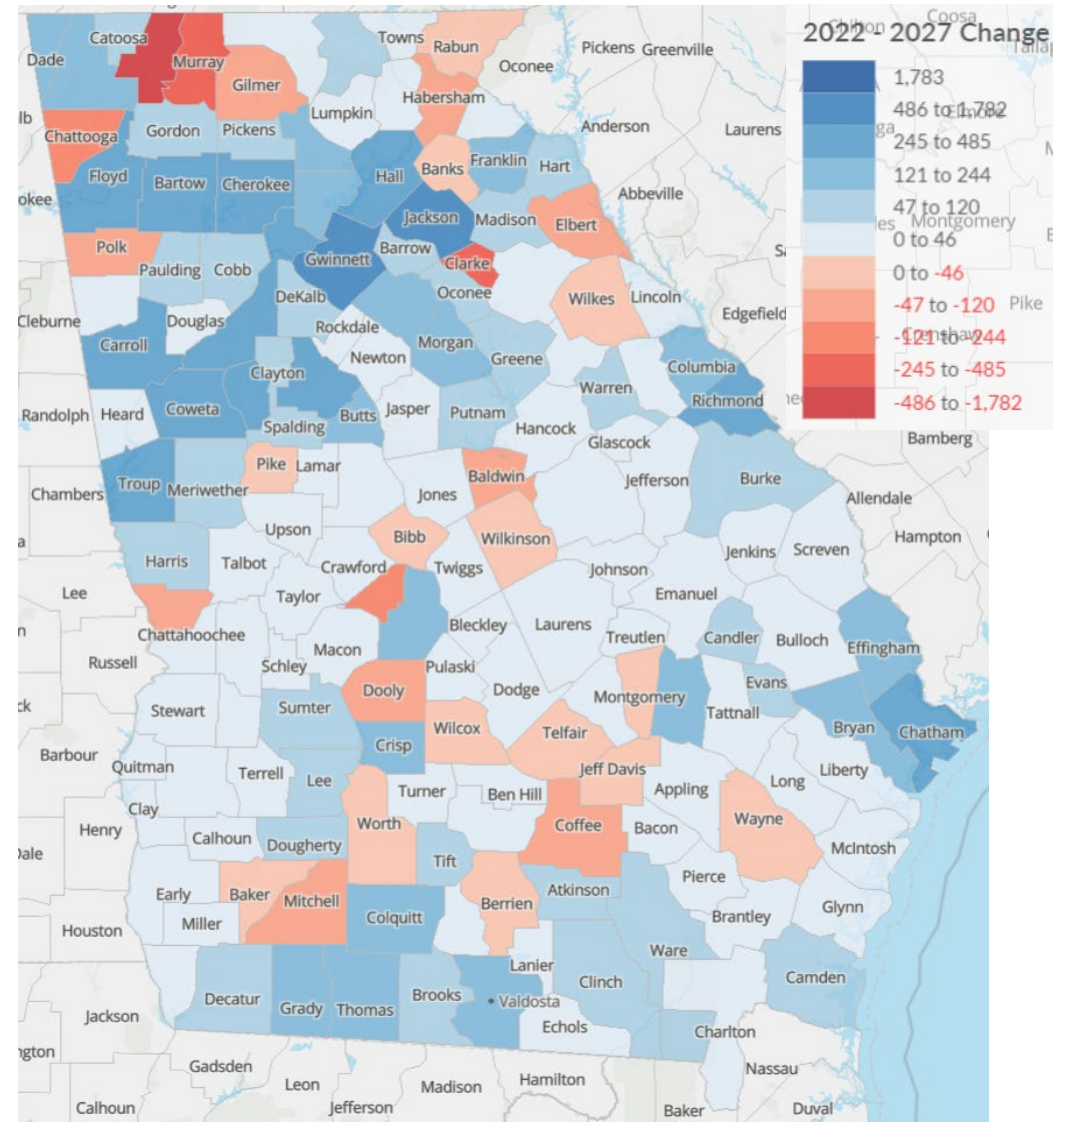 Coosa
Chilton
2022 - 2027 Change
Catoosa
Towns
Rabun
Dade
Murray
Oconee
Pickens
Greenville
1,783
Gilmer
Habersham
486 to 1,782
Elmore
Lumpkin
Chattooga
Gordon
Pickens
Anderson
Laurens
245 to 485
Floyd
Bartow
Cherokee
Hall
Banks
Franklin
Hart
121 to 244
Abbeville
47 to 120
Jackson
Madison
Elbert
Montgomery
Polk
Barrow
0 to 46
Paulding
Cobb
Gwinnett
Clarke
0 to -46
DeKalb
Oconee
Wilkes
Lincoln
Edgefield
-47 to -120
Pike
Cleburne
Douglas
Rockdale
Carroll
Newton
Morgan
Greene
-121 to -244
Crenshaw
Clayton
Columbia
-245 to -485
Warren
Richmond
-486 to -1,782
Randolph
Heard
Coweta
Butts
Jasper
Putnam
Spalding
Hancock
Glascock
Bamberg
Pike
Lamar
Baldwin
Jefferson
Burke
Chambers
Troup
Meriwether
Jones
Allendale
Upson
Bibb
Wilkinson
Hampton
Harris
Talbot
Crawford
Twiggs
Jenkins
Screven
Lee
Taylor
Johnson
Emanuel
Chattahoochee
Bleckley
Laurens
Treutlen
Candler
Bulloch
Effingham
Russell
Schley
Macon
Pulaski
Stewart
Sumter
Dooly
Dodge
Montgomery
Evans
Tattnall
Barbour
Crisp
Wilcox
Telfair
Bryan
Chatham
Quitman
Terrell
Lee
Jeff Davis
Long
Liberty
Clay
Turner
Ben Hill
Appling
Henry
Calhoun
Dougherty
Worth
Coffee
Bacon
Wayne
McIntosh
Tift
Early
Baker
Mitchell
Berrien
Atkinson
Pierce
Houston
Miller
Colquitt
Brantley
Glynn
Ware
Lanier
Clinch
Camden
Decatur
Grady
Thomas
Brooks
Valdosta
Jackson
Echols
Charlton
Gadsden
Leon
Madison
Hamilton
Nassau
Calhoun
Jefferson
Baker
Duval